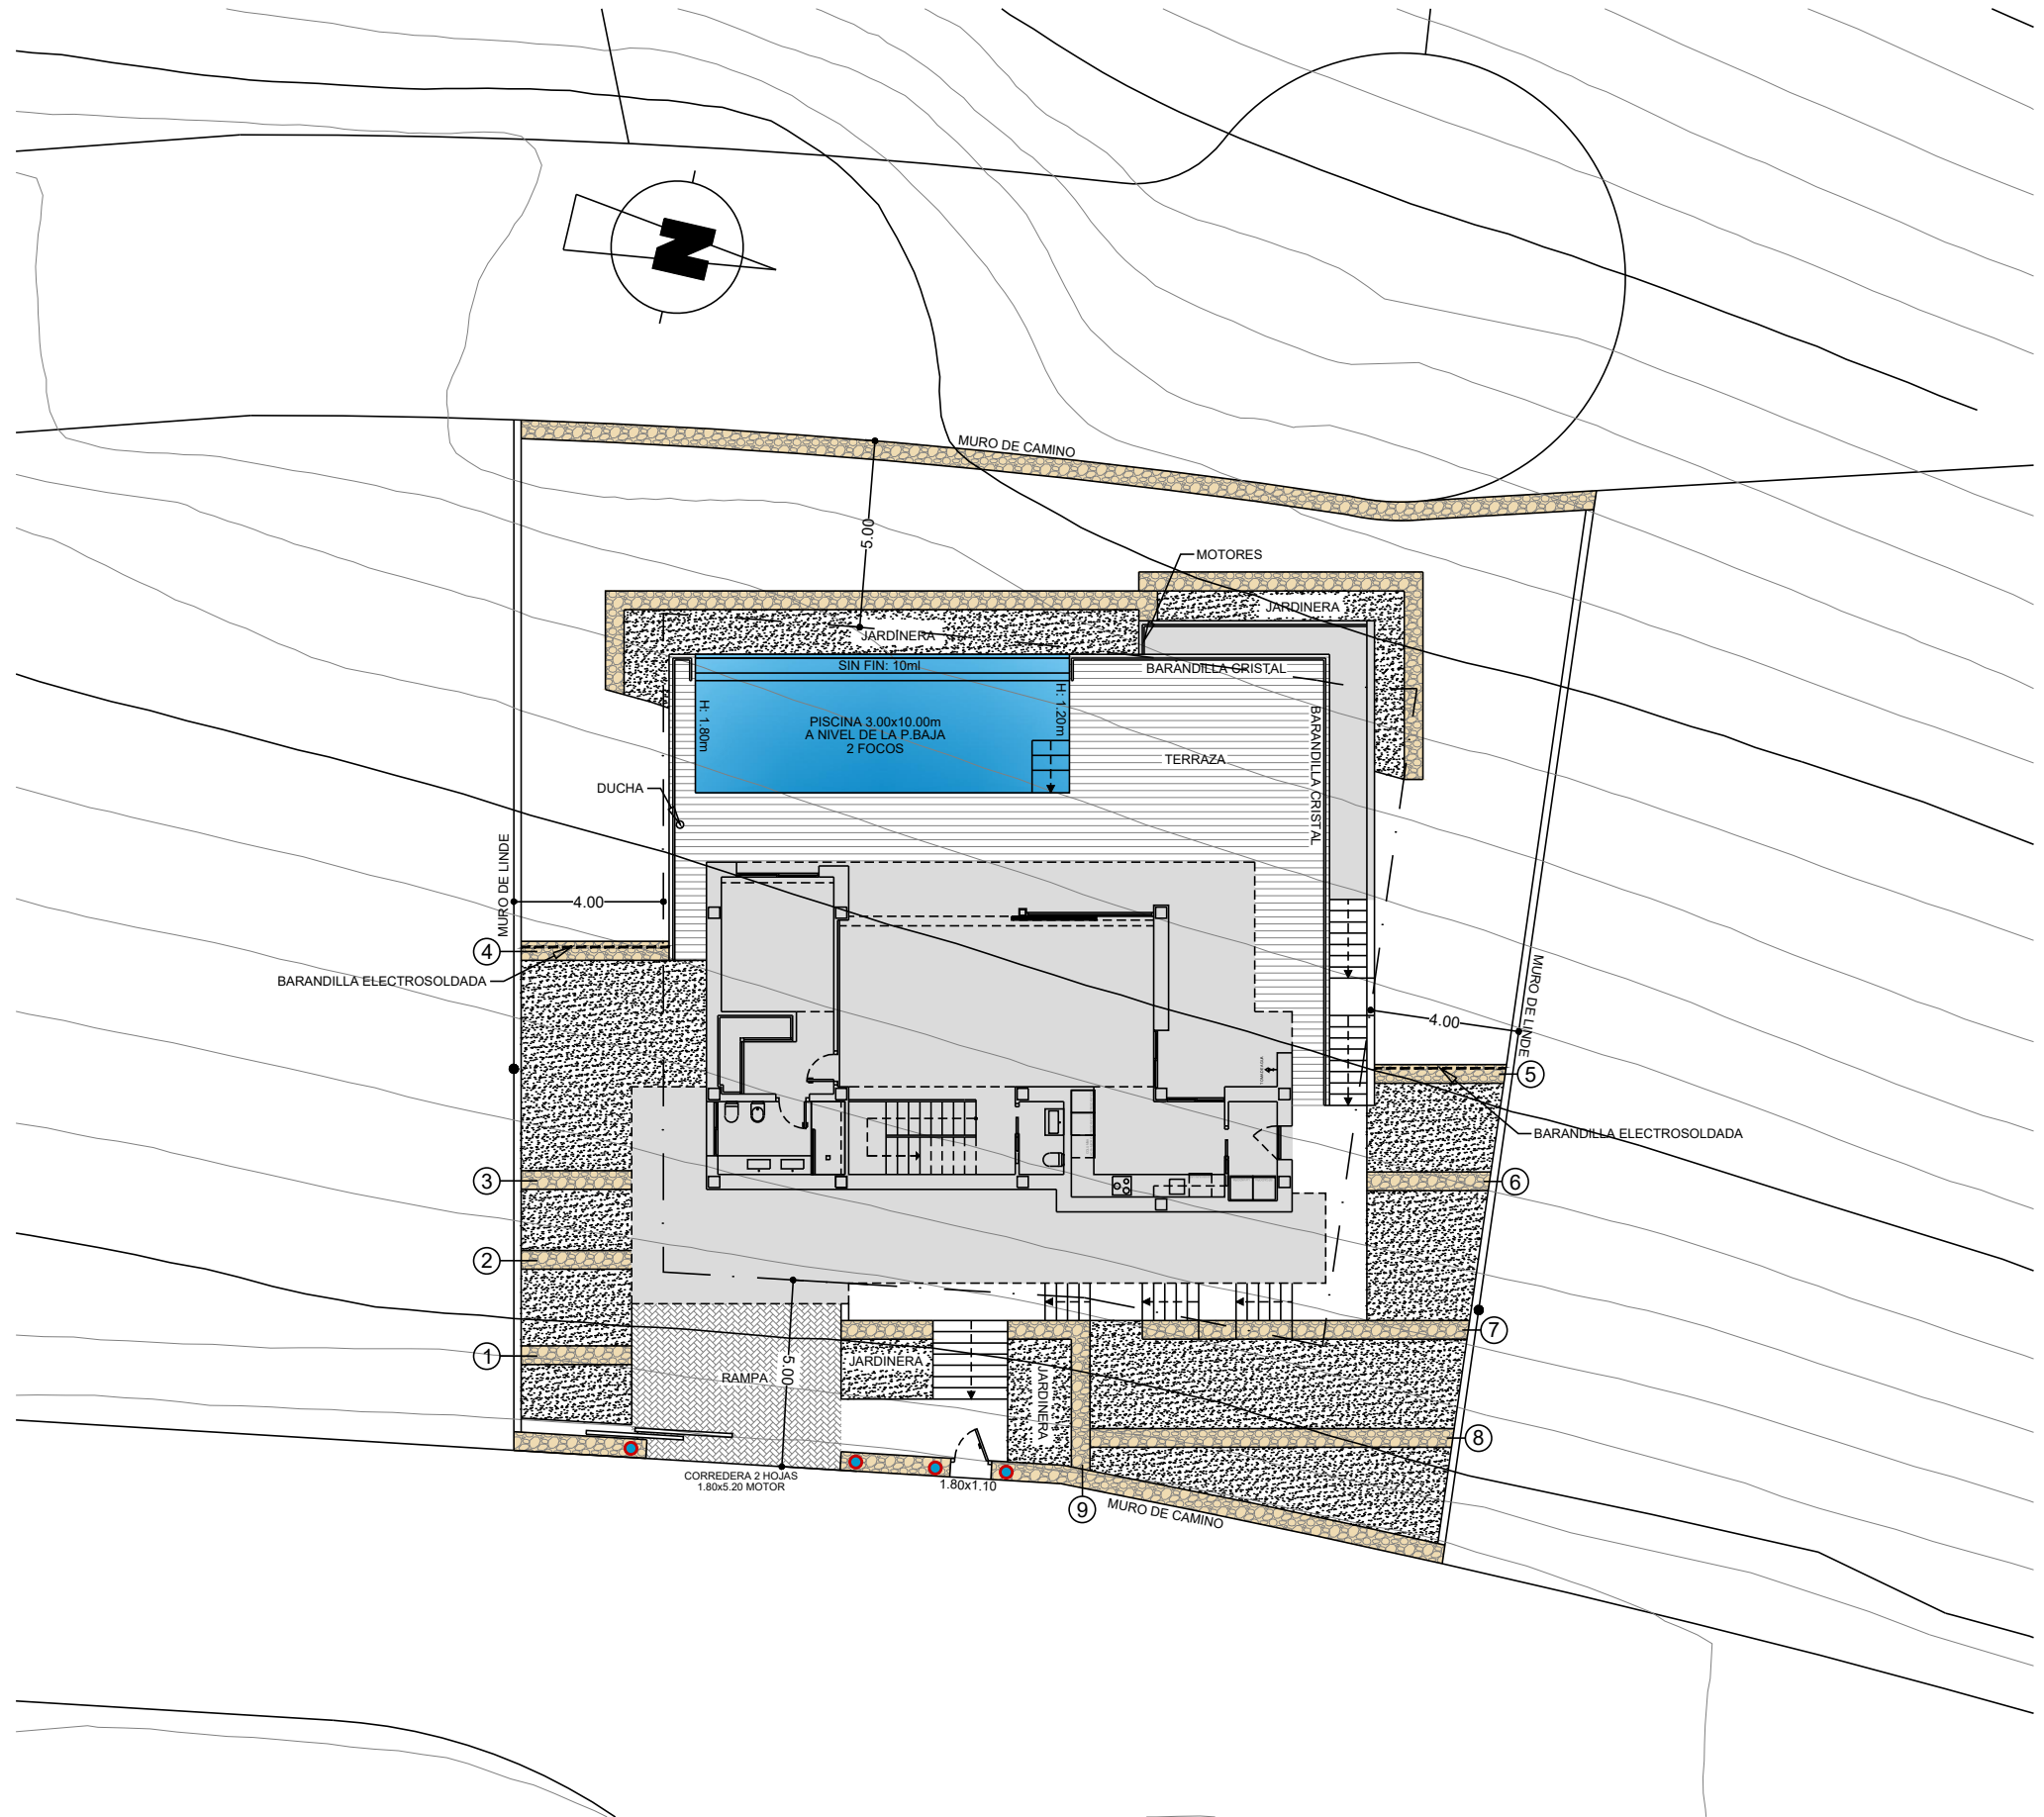 N
MURO DE CAMINO
5.00
MOTORES
JARDINERA
JARDINERA
SIN FIN: 10ml
BARANDILLA CRISTAL
H: 1.80m
H: 1.20m
PISCINA 3.00x10.00m
A NIVEL DE LA P.BAJA
2 FOCOS
BARANDILLA CRISTAL
TERRAZA
DUCHA
MURO DE LINDE
4.00
4
BARANDILLA ELECTROSOLDADA
MURO DE LINDE
4.00
5
BARANDILLA ELECTROSOLDADA
3
6
2
7
1
5.00
RAMPA
JARDINERA
JARDINERA
8
CORREDERA 2 HOJAS
1.80x5.20 MOTOR
1.80x1.10
9
MURO DE CAMINO